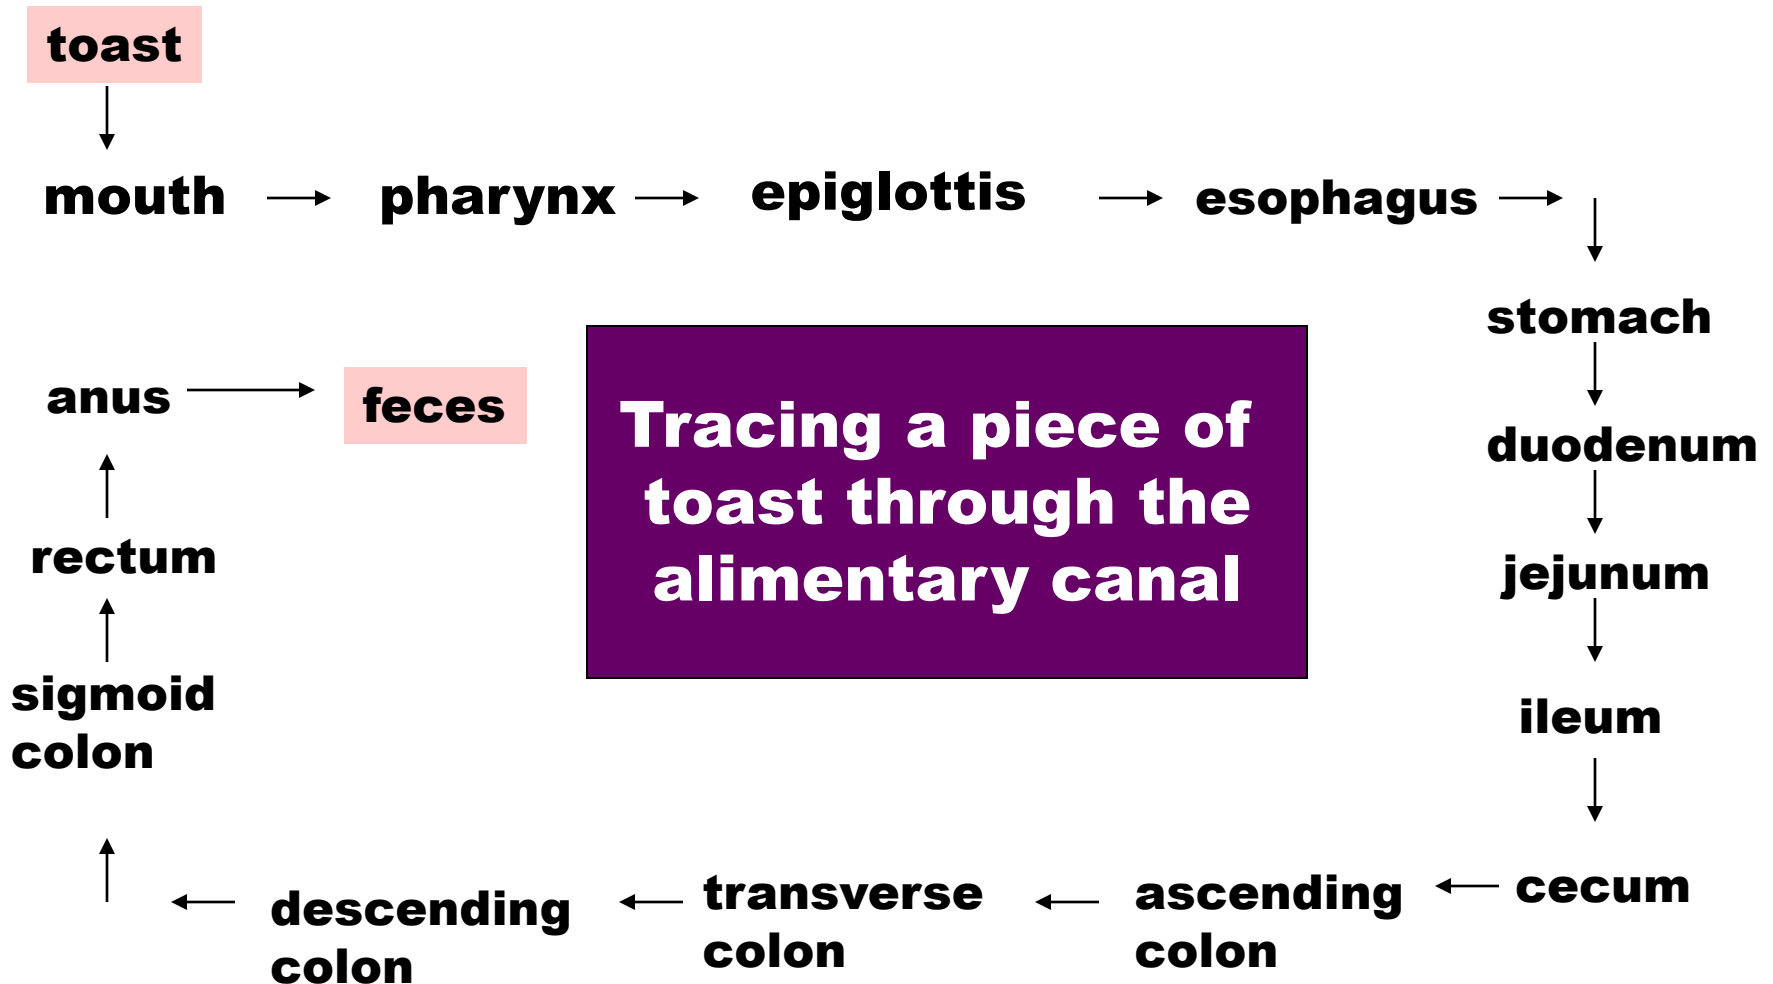 toast
mouth
pharynx
epiglottis
esophagus
stomach
duodenum
jejunum
ileum
cecum
ascending
colon
transverse
colon
descending
colon
sigmoid
colon
rectum
anus
feces
Tracing a piece of
toast through the
alimentary canal